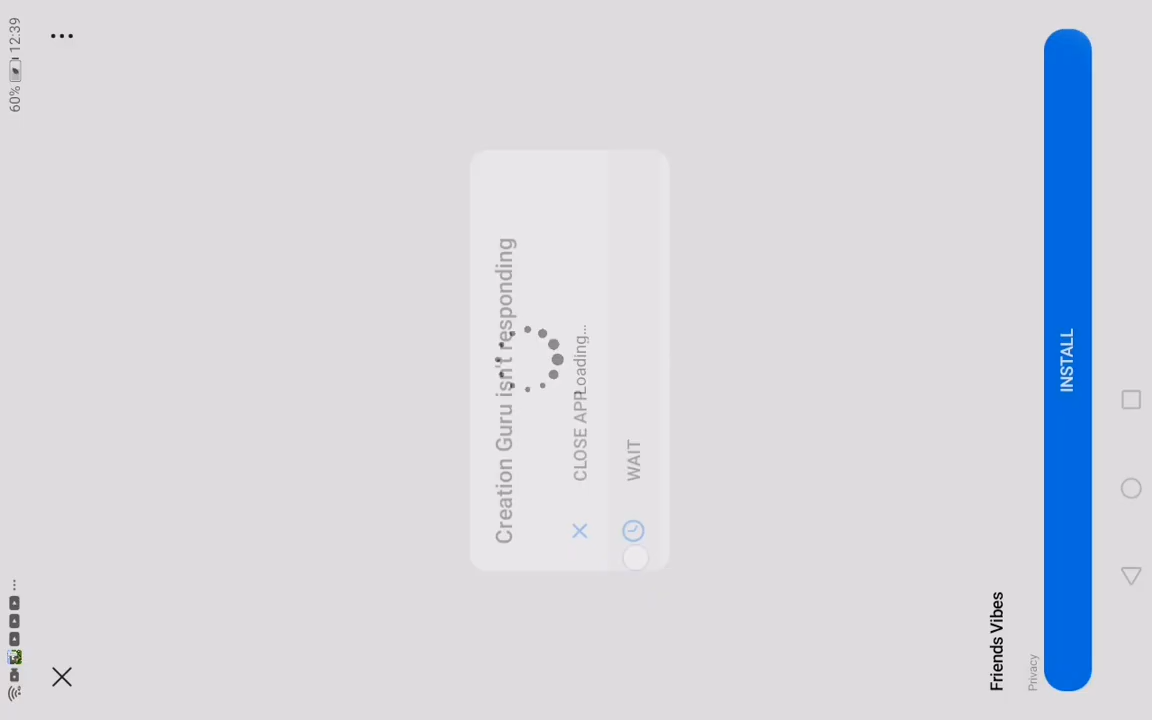 12:39
60%
Creation Guru isn't responding
CLOSE APP
Loading...
WAIT
Friends Vibes
Privacy
INSTALL